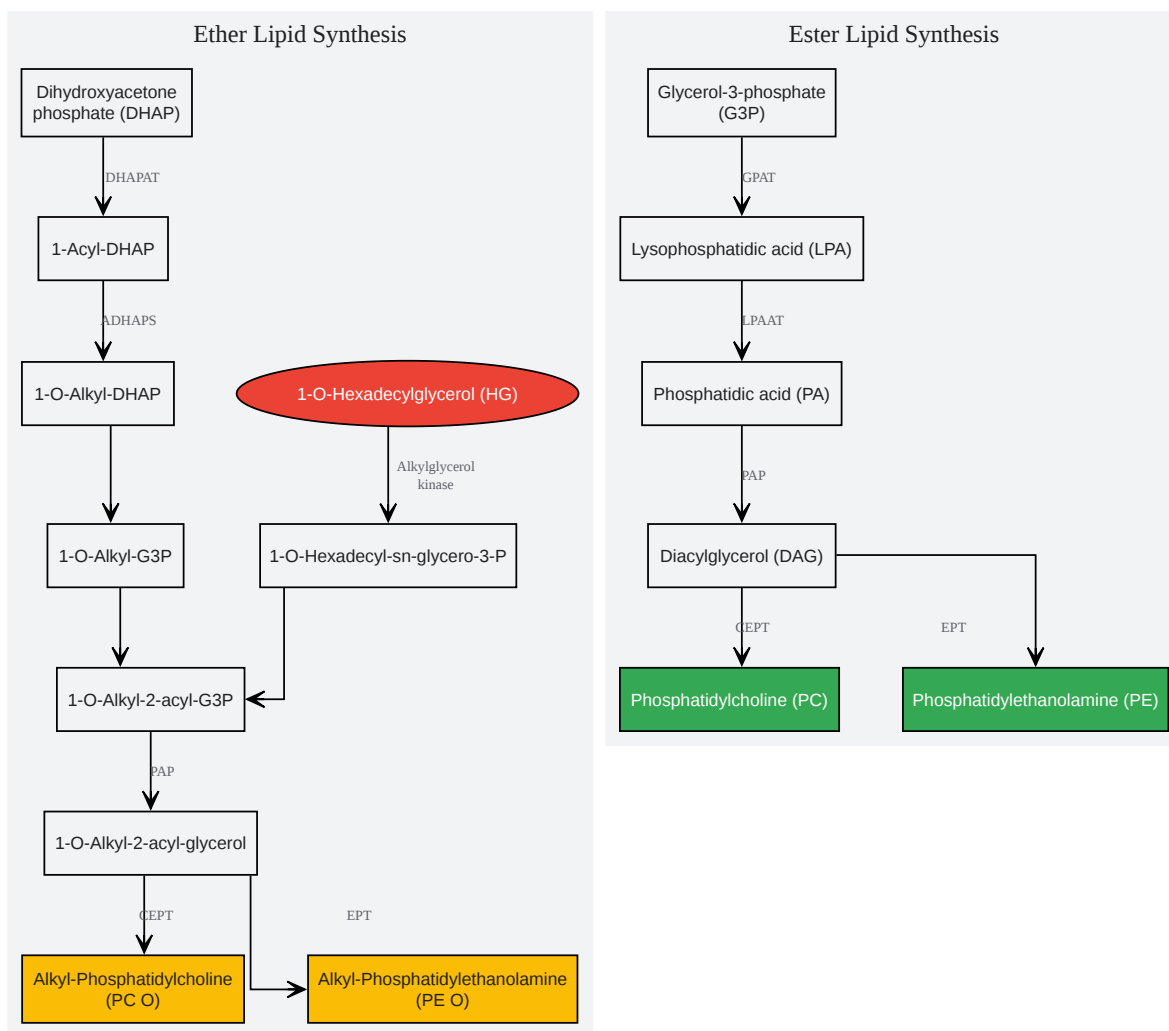 Ether Lipid Synthesis
Dihydroxyacetone
phosphate (DHAP)
DHAPAT
1-Acyl-DHAP
ADHAPS
1-O-Alkyl-DHAP
1-O-Hexadecylglycerol (HG)
Alkylglycerol
kinase
1-O-Alkyl-G3P
1-O-Hexadecyl-sn-glycero-3-P
1-O-Alkyl-2-acyl-G3P
PAP
1-O-Alkyl-2-acyl-glycerol
CEPT
EPT
Alkyl-Phosphatidylcholine
(PC O)
Alkyl-Phosphatidylethanolamine
(PE O)
Ester Lipid Synthesis
Glycerol-3-phosphate
(G3P)
GPAT
Lysophosphatidic acid (LPA)
LPAAT
Phosphatidic acid (PA)
PAP
Diacylglycerol (DAG)
CEPT
EPT
Phosphatidylcholine (PC)
Phosphatidylethanolamine (PE)